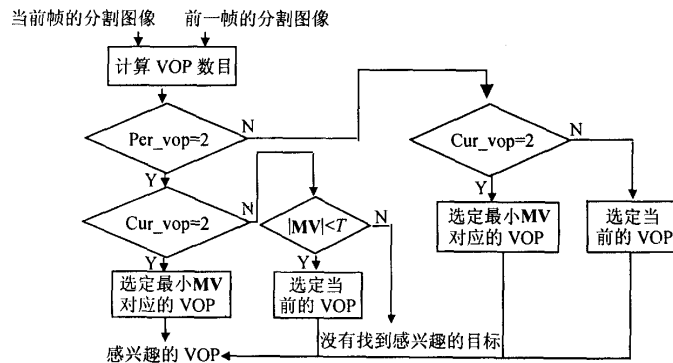 当前帧的分割图像 前一帧的分割图像
计算 VOP 数目
Per_vop=2
N
Y
Cur_vop=2
N
Y
|MV|<T
N
Y
Cur_vop=2
N
Y
选定最小MV
对应的 VOP
选定当
前的 VOP
选定最小MV
对应的 VOP
选定当
前的 VOP
没有找到感兴趣的目标
感兴趣的 VOP